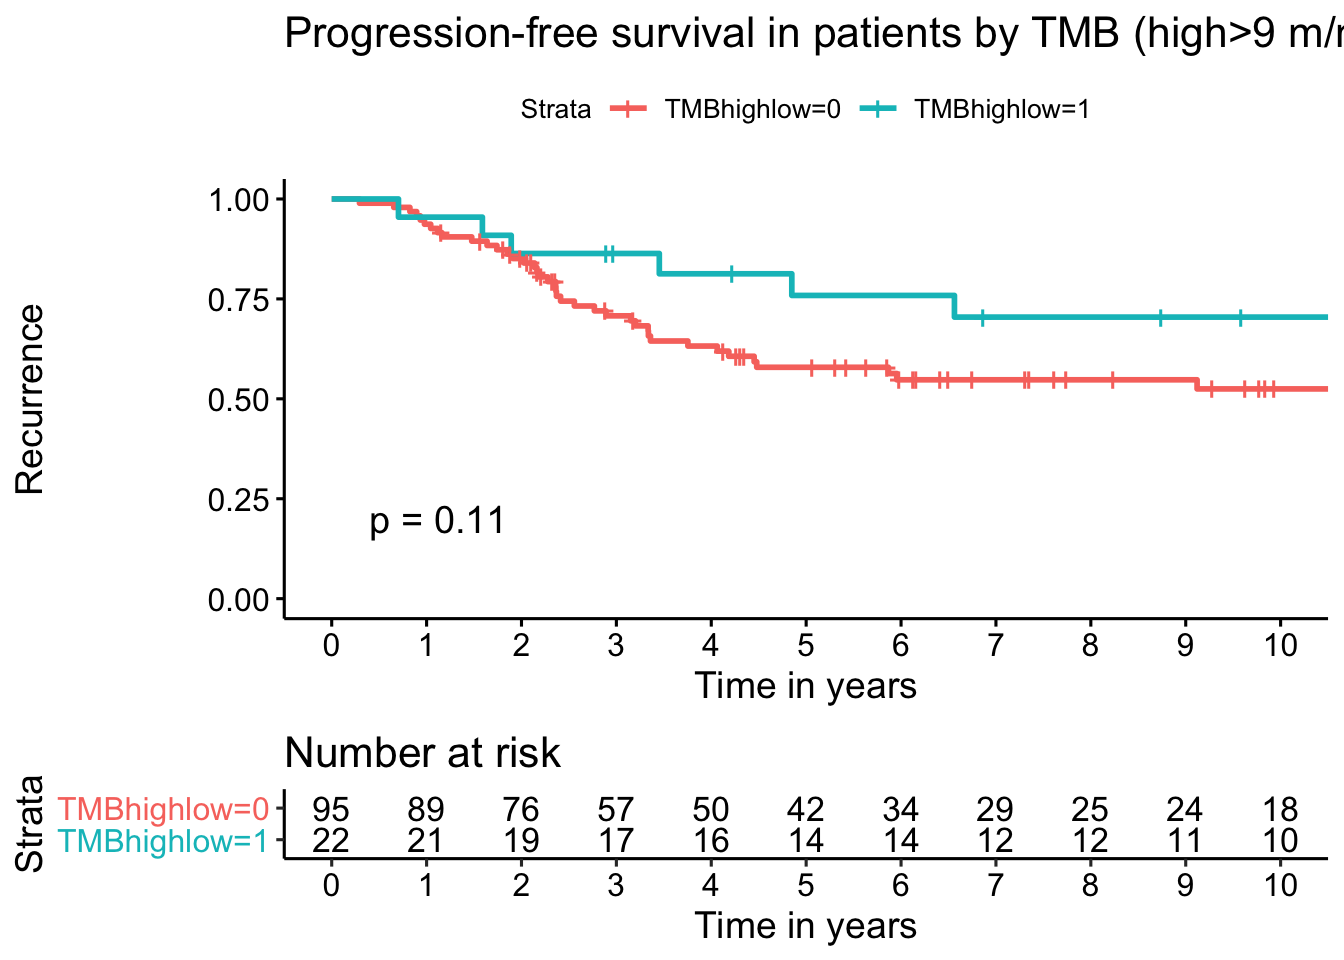 Progression-free survival in patients by TMB (high>9 m/
Strata TMBhighlow=0 TMBhighlow=1
Recurrence
1.00
0.75
0.50
0.25
0.00
p = 0.11
0 1 2 3 4 5 6 7 8 9 10
Time in years
Number at risk
Strata
TMBhighlow=0 95 89 76 57 50 42 34 29 25 24 18
TMBhighlow=1 22 21 19 17 16 14 14 12 12 11 10
0 1 2 3 4 5 6 7 8 9 10
Time in years